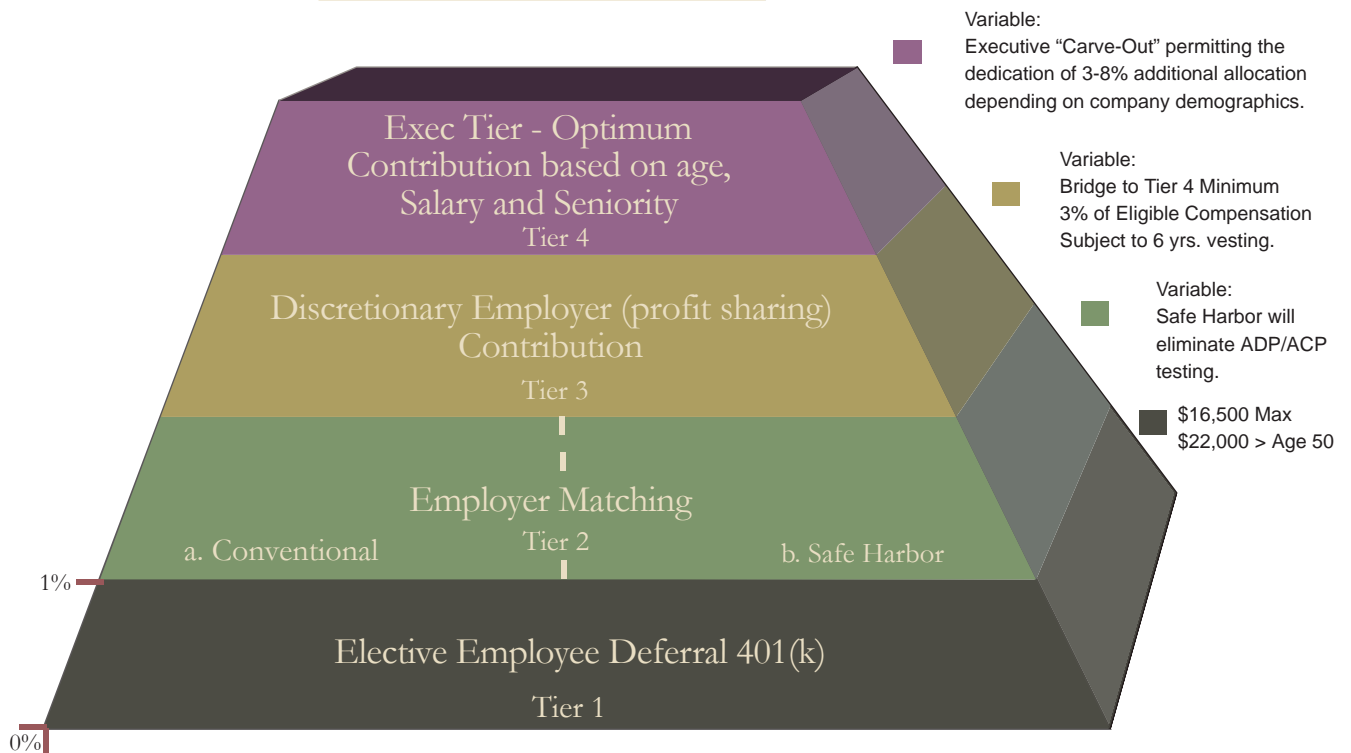 Variable:
Executive “Carve-Out” permitting the
dedication of 3-8% additional allocation
depending on company demographics.
Exec Tier - Optimum
Contribution based on age,
Salary and Seniority
Tier 4
Variable:
Bridge to Tier 4 Minimum
3% of Eligible Compensation
Subject to 6 yrs. vesting.
Discretionary Employer (profit sharing)
Contribution
Tier 3
Variable:
Safe Harbor will
eliminate ADP/ACP
testing.
$16,500 Max
$22,000 > Age 50
Employer Matching
Tier 2
a. Conventional
b. Safe Harbor
1%
Elective Employee Deferral 401(k)
Tier 1
0%